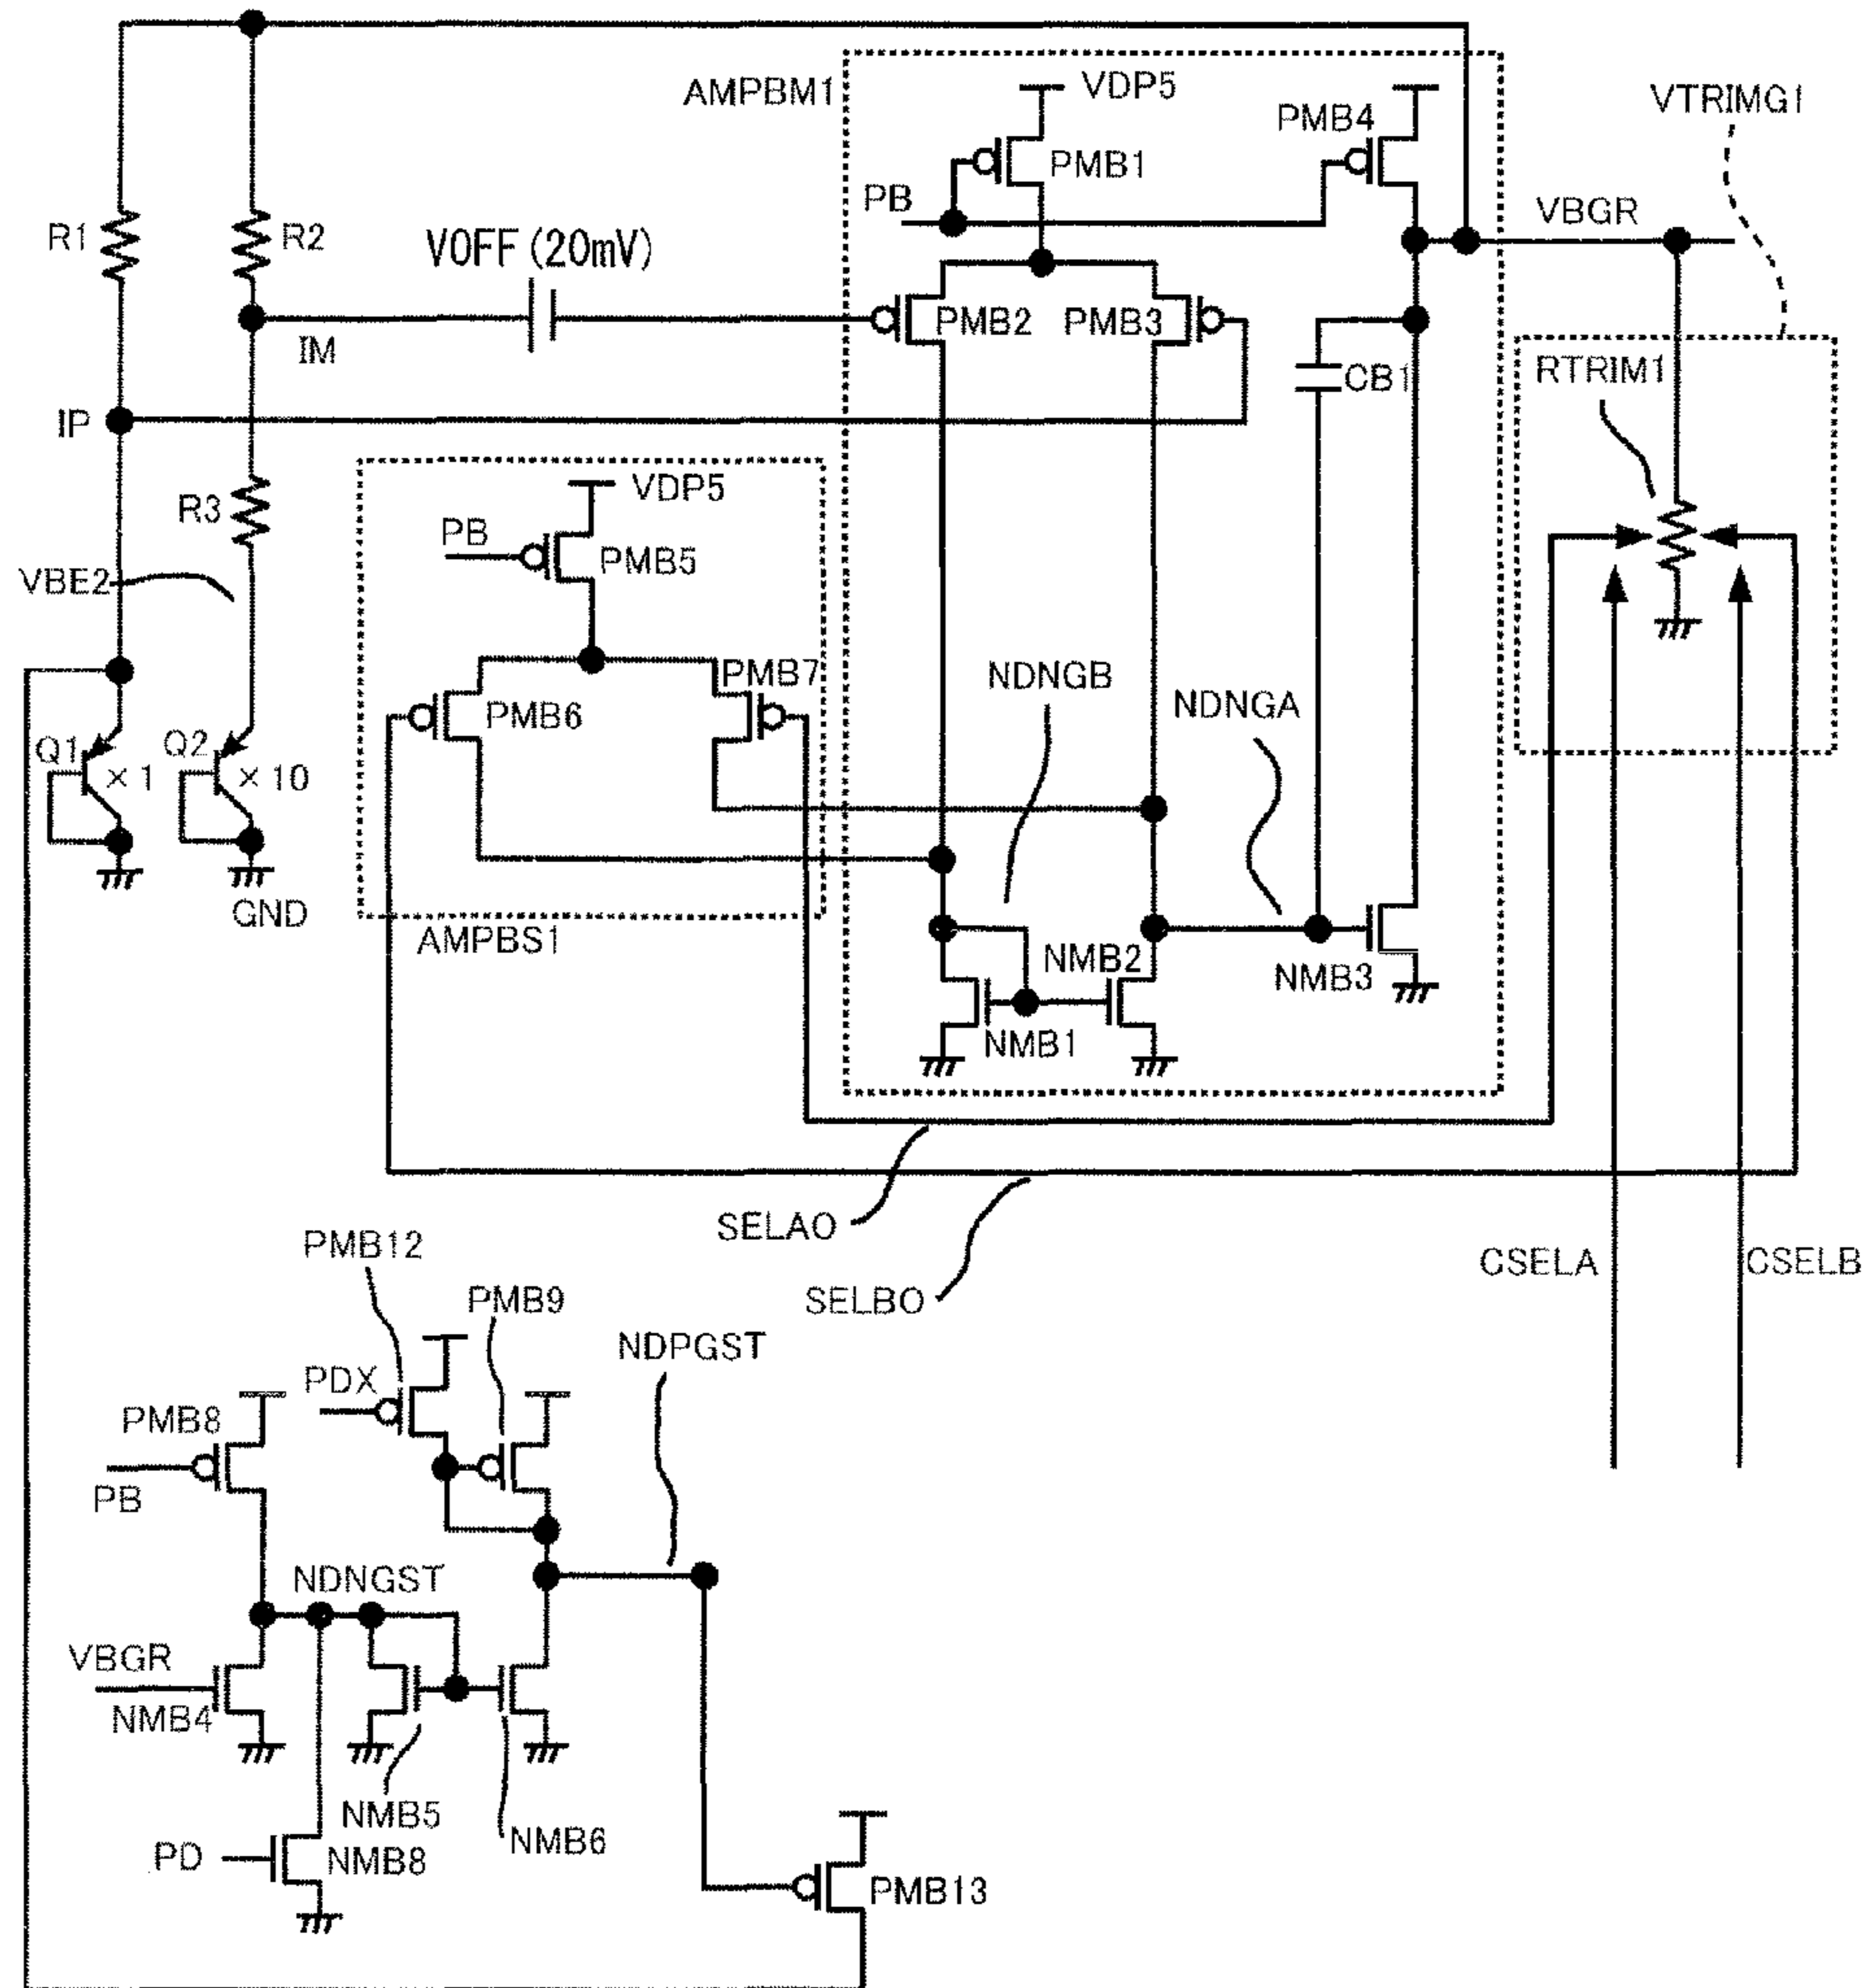 AMPBM1
VDP5
PMB4
VTRIMG1
PMB1
PB
VBGR
R1
R2
VOFF(20mV)
PMB2
PMB3
IM
CB1
RTRIM1
IP
VDP5
R3
PB
PMB5
VBE2
PMB7
NDNGB
PMB6
NDNGA
Q1
×1
Q2
×10
GND
AMPBS1
NMB2
NMB3
NMB1
SELAO
PMB12
CSELA
CSELB
PMB9
SELBO
NDPGST
PDX
PMB8
PB
NDNGST
VBGR
NMB4
NMB5
NMB6
PD
NMB8
PMB13